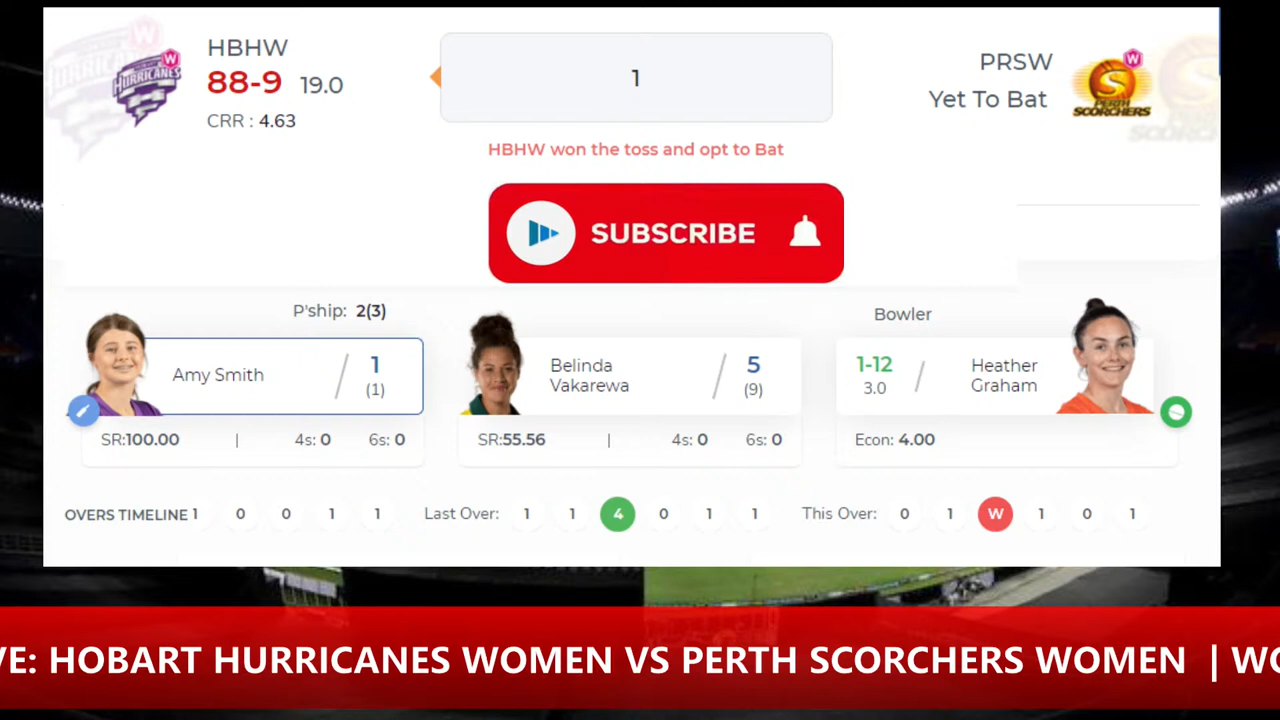 HBHW
88-9 19.0
CRR : 4.63
1
HBHW won the toss and opt to Bat
PRSW
Yet To Bat
W
HURRICANES
W
PERTH
SCORCHERS
SUBSCRIBE
P'ship: 2(3)
Amy Smith
1
(1)
SR:100.00 | 4s: 0 6s: 0
Belinda
Vakarewa
5
(9)
SR:55.56 | 4s: 0 6s: 0
Bowler
1-12
3.0
Heather
Graham
Econ: 4.00
OVERS TIMELINE 1 0 0 1 1 Last Over: 1 1 4 0 1 1 This Over: 0 1 W 1 0 1
VE: HOBART HURRICANES WOMEN VS PERTH SCORCHERS WOMEN | WO